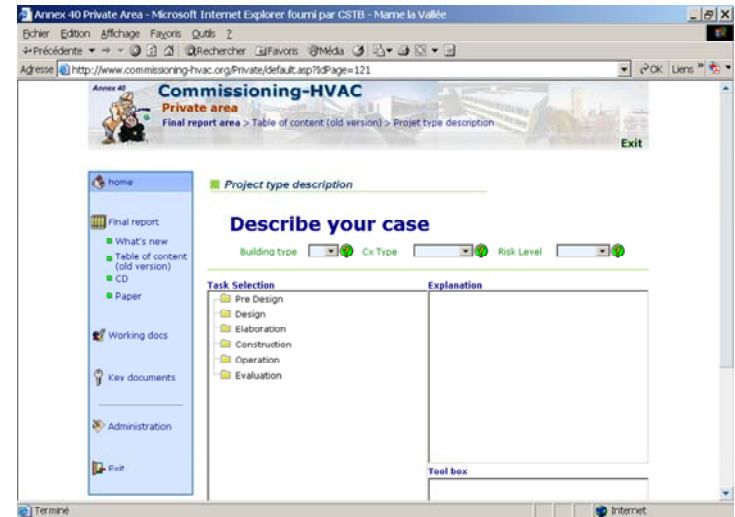 Annex 40 Private Area - Microsoft Internet Explorer fourni par CSTB - Marne la Vallée
Fichier Edition Affichage Favoris Outils ?
Précédente Rechercher Favoris Média
Adresse http://www.commissioning-hvac.org/Private/default.asp?IdPage=121 OK Liens »
Annex 40
Commissioning-HVAC
Private area
Final report area > Table of content (old version) > Projet type description
Exit
home
Project type description
Final report
Describe your case
What's new
Building type Cx Type Risk Level
Table of content
(old version)
CD
Paper
Task Selection Explanation
Pre Design
Design
Elaboration
Construction
Operation
Evaluation
Working docs
Key documents
Administration
Exit
Tool box
Terminé Internet